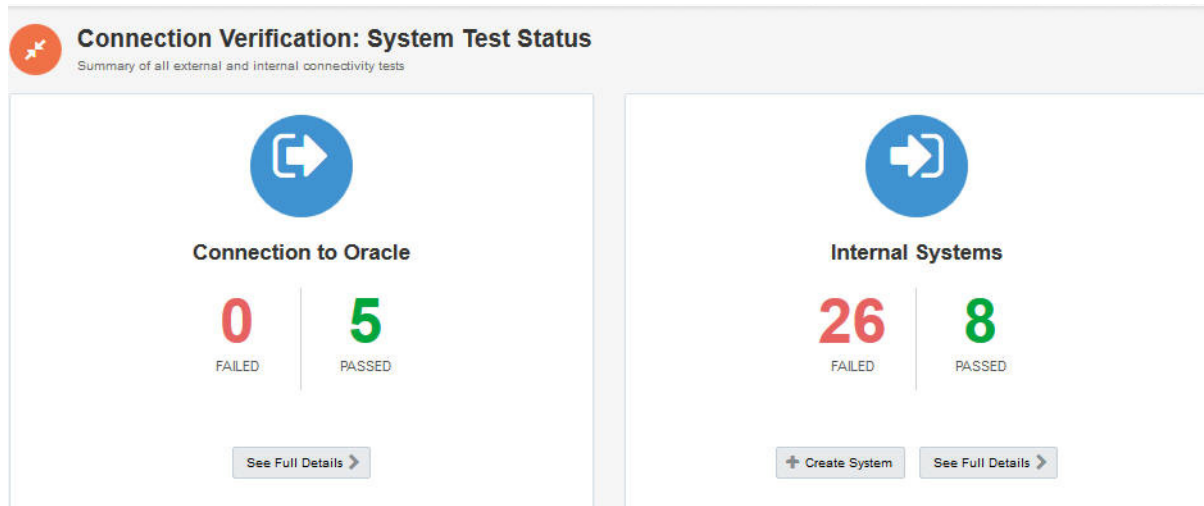 Connection Verification: System Test Status
Summary of all external and internal connectivity tests
Connection to Oracle
0
FAILED
5
PASSED
See Full Details
Internal Systems
26
FAILED
8
PASSED
Create System
See Full Details